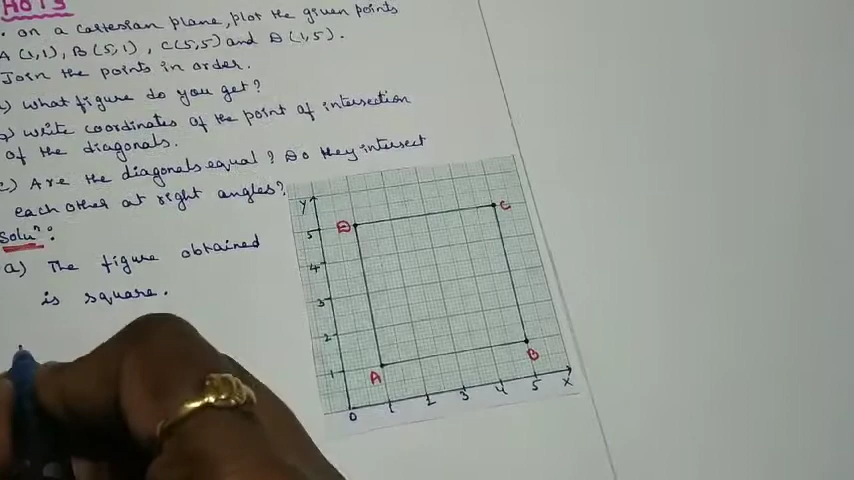 HOTS
. on a cartesian plane, plot the given points
A (1,1), B (5,1), C(5,5) and D (1,5).
Join the points in order.
) What figure do you get?
) write coordinates of the point of intersection
of the diagonals.
c) Are the diagonals equal? Do they intersect
each other at right angles?
Solun:
a) The figure obtained
is square.
Y
5
4
3
2
1
0 1 2 3 4 5 X
D C
A B